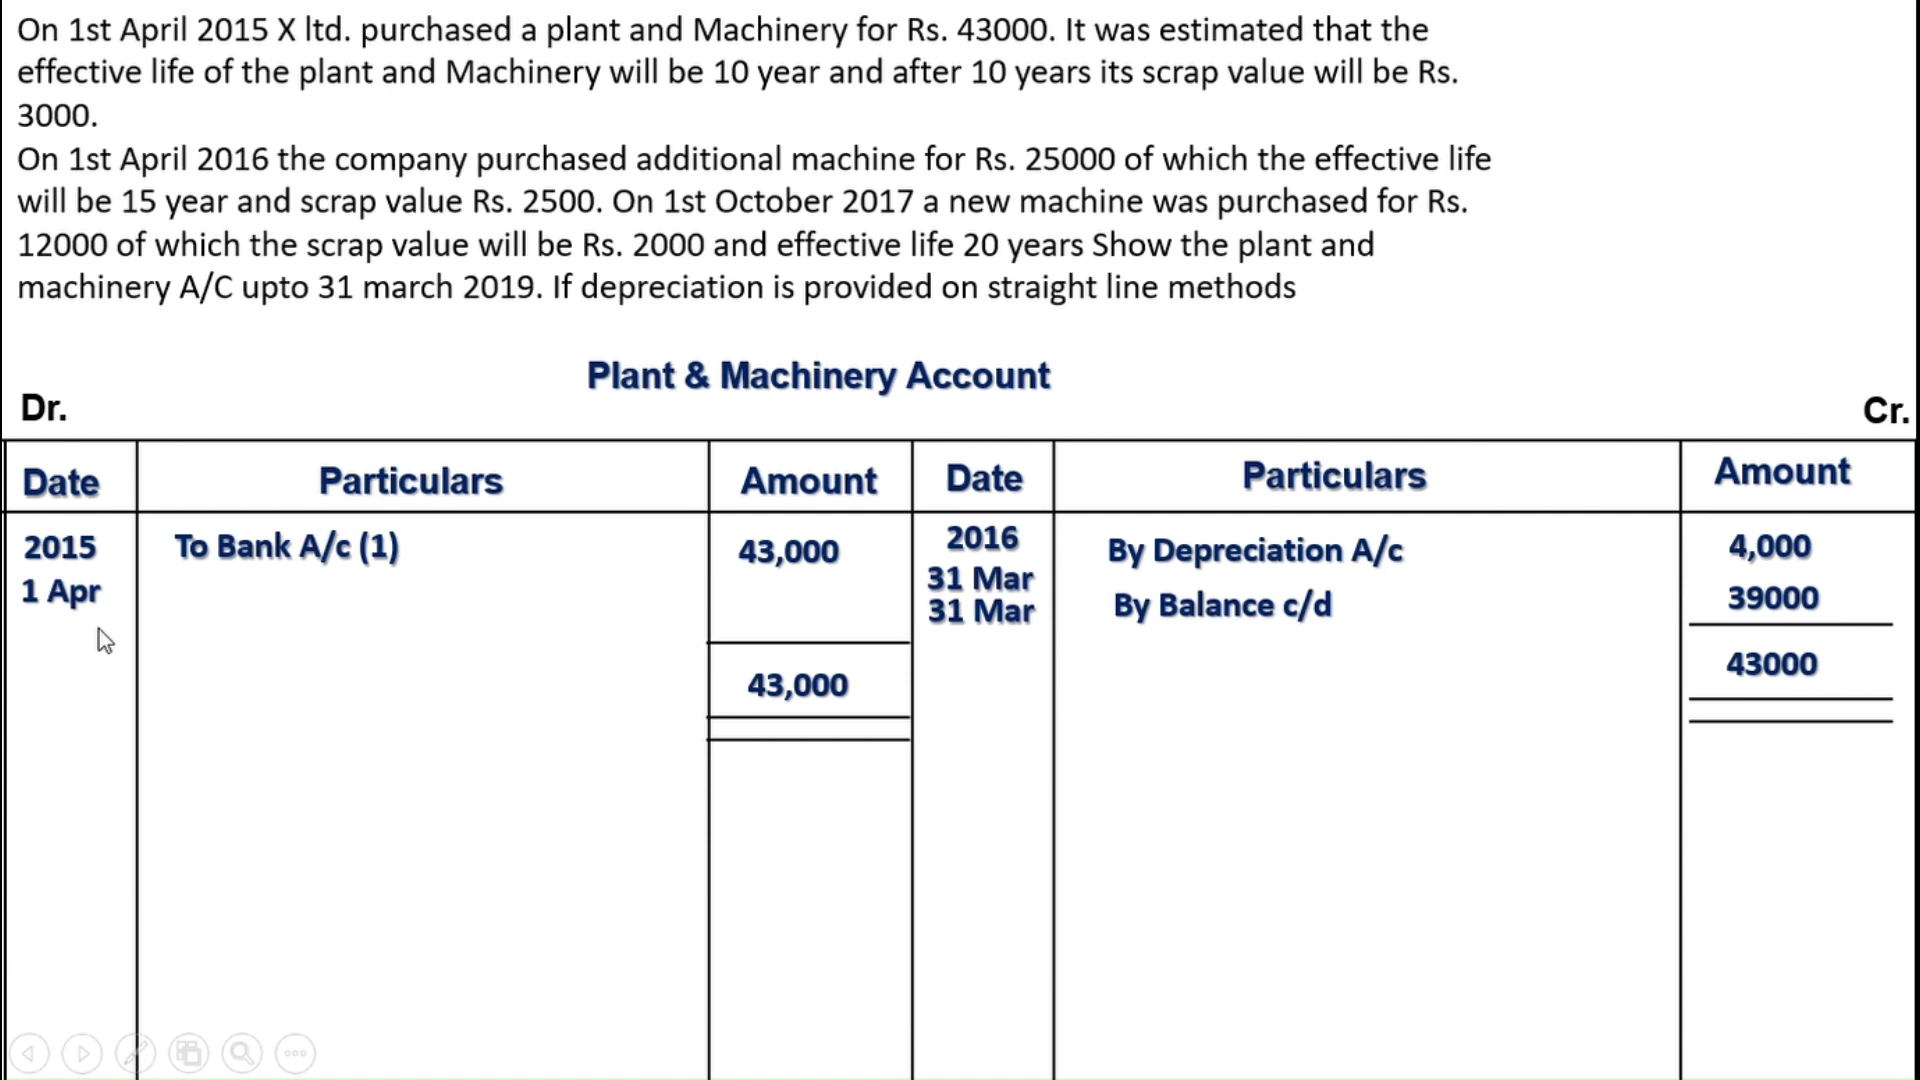 On 1st April 2015 X ltd. purchased a plant and Machinery for Rs. 43000. It was estimated that the
effective life of the plant and Machinery will be 10 year and after 10 years its scrap value will be Rs.
3000.
On 1st April 2016 the company purchased additional machine for Rs. 25000 of which the effective life
will be 15 year and scrap value Rs. 2500. On 1st October 2017 a new machine was purchased for Rs.
12000 of which the scrap value will be Rs. 2000 and effective life 20 years Show the plant and
machinery A/C upto 31 march 2019. If depreciation is provided on straight line methods
Plant & Machinery Account
Dr. Cr.
Date Particulars Amount Date Particulars Amount
2015 To Bank A/c (1) 43,000 2016 By Depreciation A/c 4,000
1 Apr 31 Mar
31 Mar By Balance c/d 39000
43,000 43000